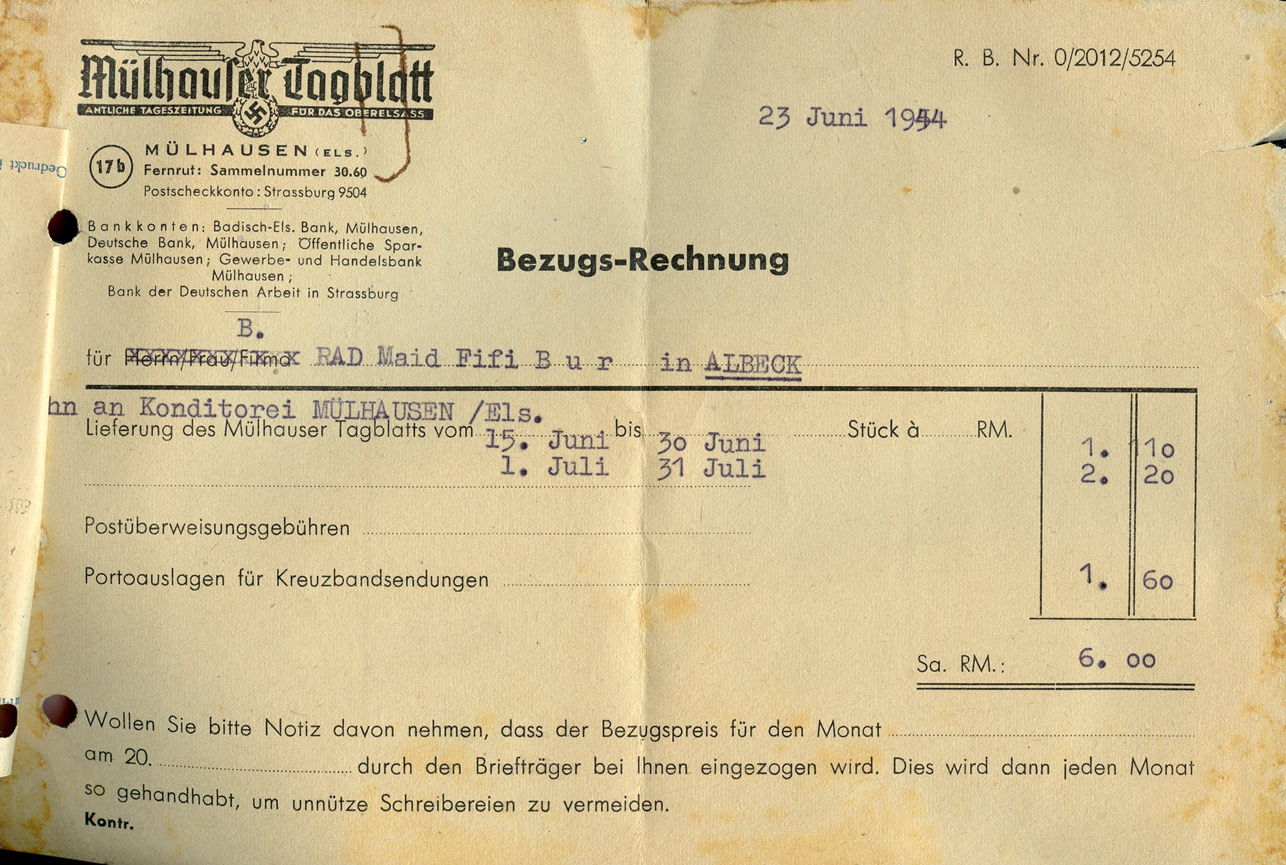 Mülhauser Tagblatt
AMTLICHE TAGESZEITUNG FÜR DAS OBERELSASS
R. B. Nr. 0/2012/5254
23 Juni 1944
MÜLHAUSEN (ELS.)
17b
Fernruf: Sammelnummer 30.60
Postscheckkonto: Strassburg 9504
Bankkonten: Badisch-Els. Bank, Mülhausen,
Deutsche Bank, Mülhausen; Öffentliche Spar-
kasse Mülhausen; Gewerbe- und Handelsbank
Mülhausen;
Bank der Deutschen Arbeit in Strassburg
Bezugs-Rechnung
B.
für Herrn/Frau/Firma RAD Maid Fifi Bur in ALBECK
hn an Konditorei MÜLHAUSEN /Els.
Lieferung des Mülhauser Tagblatts vom 15. Juni bis 30 Juni Stück à RM. 1. 10
1. Juli 31 Juli 2. 20
Postüberweisungsgebühren
Portoauslagen für Kreuzbandsendungen 1. 60
Sa. RM.: 6. 00
Wollen Sie bitte Notiz davon nehmen, dass der Bezugspreis für den Monat
am 20. durch den Briefträger bei Ihnen eingezogen wird. Dies wird dann jeden Monat
so gehandhabt, um unnütze Schreibereien zu vermeiden.
Kontr.
Gedruckt